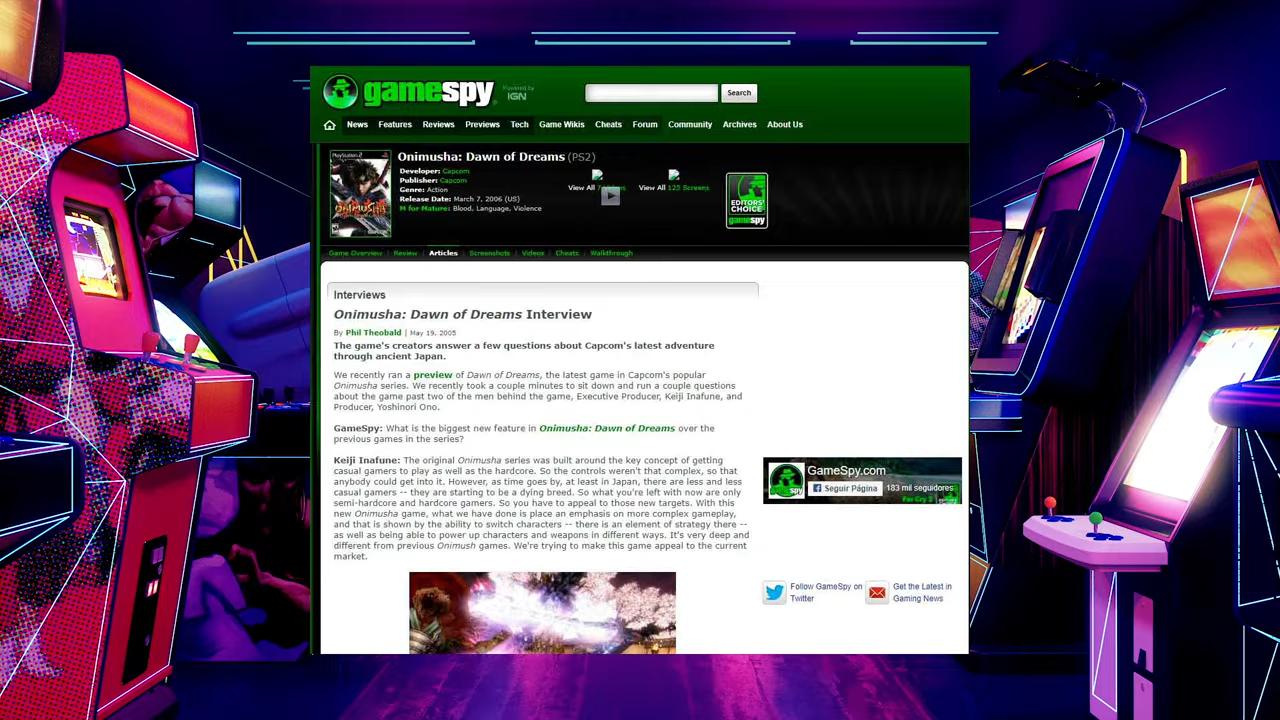 gamespy
Powered by
IGN
Search
News Features Reviews Previews Tech Game Wikis Cheats Forum Community Archives About Us
PlayStation 2
ONIMUSHA
Onimusha: Dawn of Dreams (PS2)
Developer: Capcom
Publisher: Capcom
Genre: Action
Release Date: March 7, 2006 (US)
M for Mature: Blood, Language, Violence
View All 7 Videos
View All 125 Screens
EDITORS'
CHOICE
gamespy
Game Overview | Review | Articles | Screenshots | Videos | Cheats | Walkthrough
Interviews
Onimusha: Dawn of Dreams Interview
By Phil Theobald | May 19, 2005
The game's creators answer a few questions about Capcom's latest adventure
through ancient Japan.
We recently ran a preview of Dawn of Dreams, the latest game in Capcom's popular
Onimusha series. We recently took a couple minutes to sit down and run a couple questions
about the game past two of the men behind the game, Executive Producer, Keiji Inafune, and
Producer, Yoshinori Ono.
GameSpy: What is the biggest new feature in Onimusha: Dawn of Dreams over the
previous games in the series?
Keiji Inafune: The original Onimusha series was built around the key concept of getting
casual gamers to play as well as the hardcore. So the controls weren't that complex, so that
anybody could get into it. However, as time goes by, at least in Japan, there are less and less
casual gamers -- they are starting to be a dying breed. So what you're left with now are only
semi-hardcore and hardcore gamers. So you have to appeal to those new targets. With this
new Onimusha game, what we have done is place an emphasis on more complex gameplay,
and that is shown by the ability to switch characters -- there is an element of strategy there --
as well as being able to power up characters and weapons in different ways. It's very deep and
different from previous Onimush games. We're trying to make this game appeal to the current
market.
GameSpy.com
Seguir Página
183 mil seguidores
Far Cry 3
Follow GameSpy on
Twitter
Get the Latest in
Gaming News